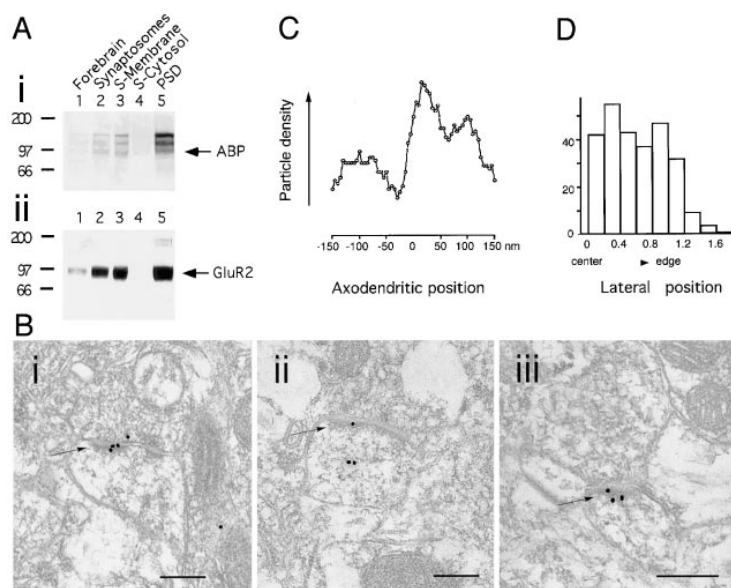 A
Forebrain
Synaptosomes
S-Membrane
S-Cytosol
PSD
i
1 2 3 4 5
200
97
66
ABP
ii
1 2 3 4 5
200
97
66
GluR2
C
Particle density
-150 -100 -50 0 50 100 150 nm
Axodendritic position
D
40
20
0
0 0.4 0.8 1.2 1.6
center edge
Lateral position
B
i
ii
iii